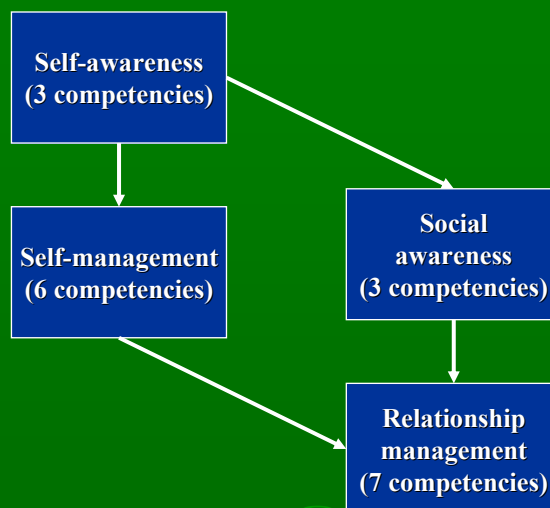 Self-awareness
(3 competencies)
Self-management
(6 competencies)
Social
awareness
(3 competencies)
Relationship
management
(7 competencies)